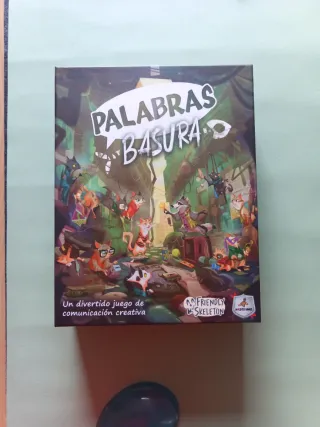 PALABRAS
BASURA
Un divertido juego de
comunicación creativa
FRIENDLY
SKELETON